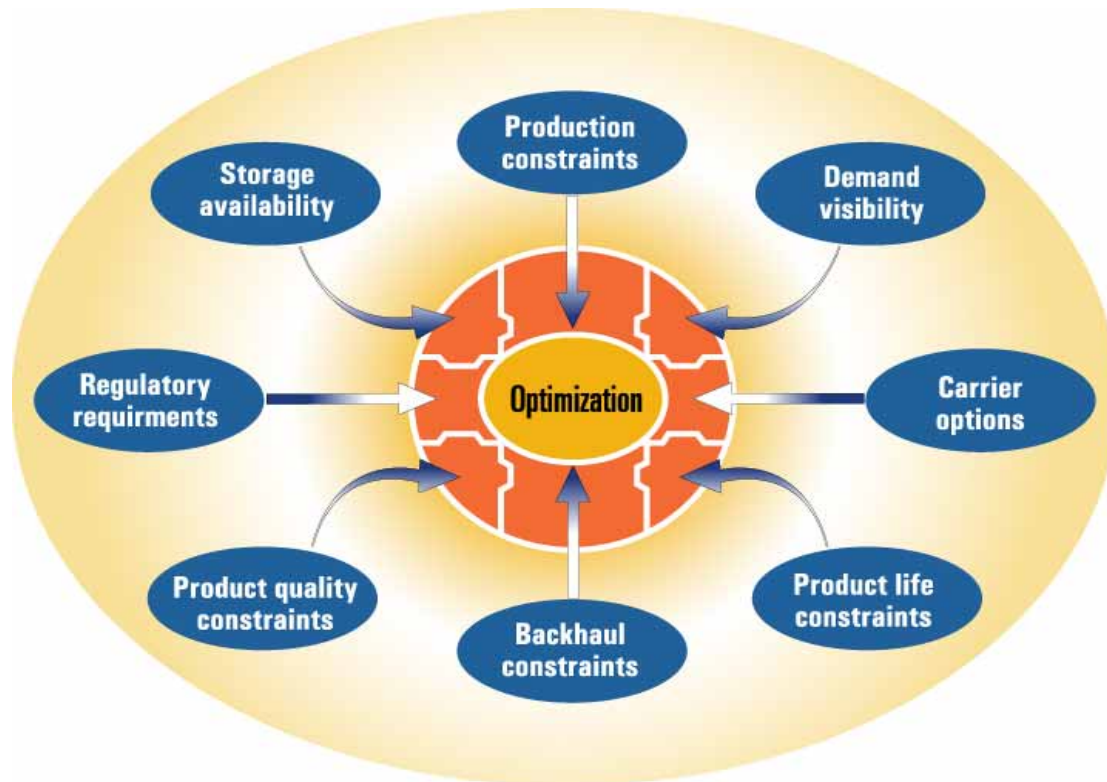 Production
constraints
Storage
availability
Demand
visibility
Regulatory
requirments
Optimization
Carrier
options
Product quality
constraints
Product life
constraints
Backhaul
constraints